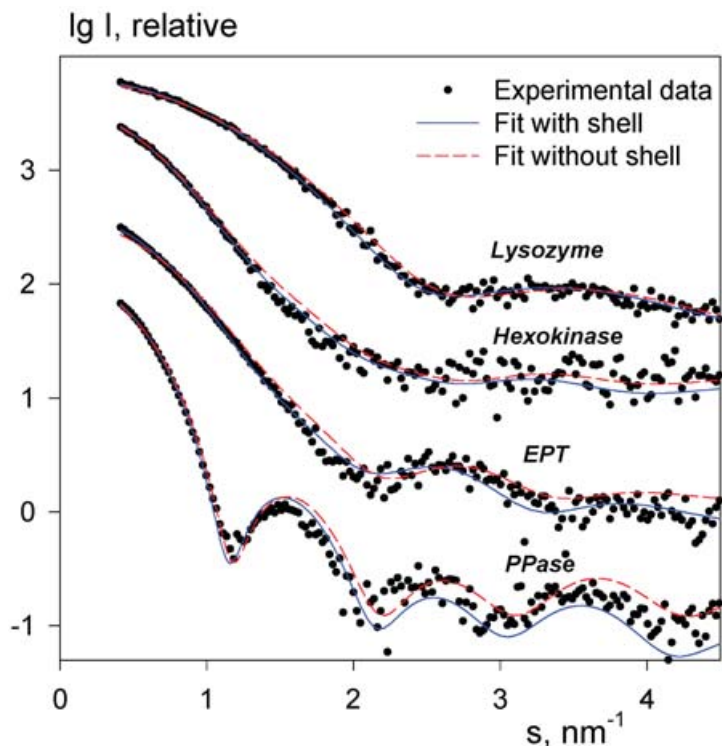 lg I, relative
Experimental data
Fit with shell
Fit without shell
3
Lysozyme
2
Hexokinase
1
EPT
0
PPase
-1
0 1 2 3 4
s, nm⁻¹